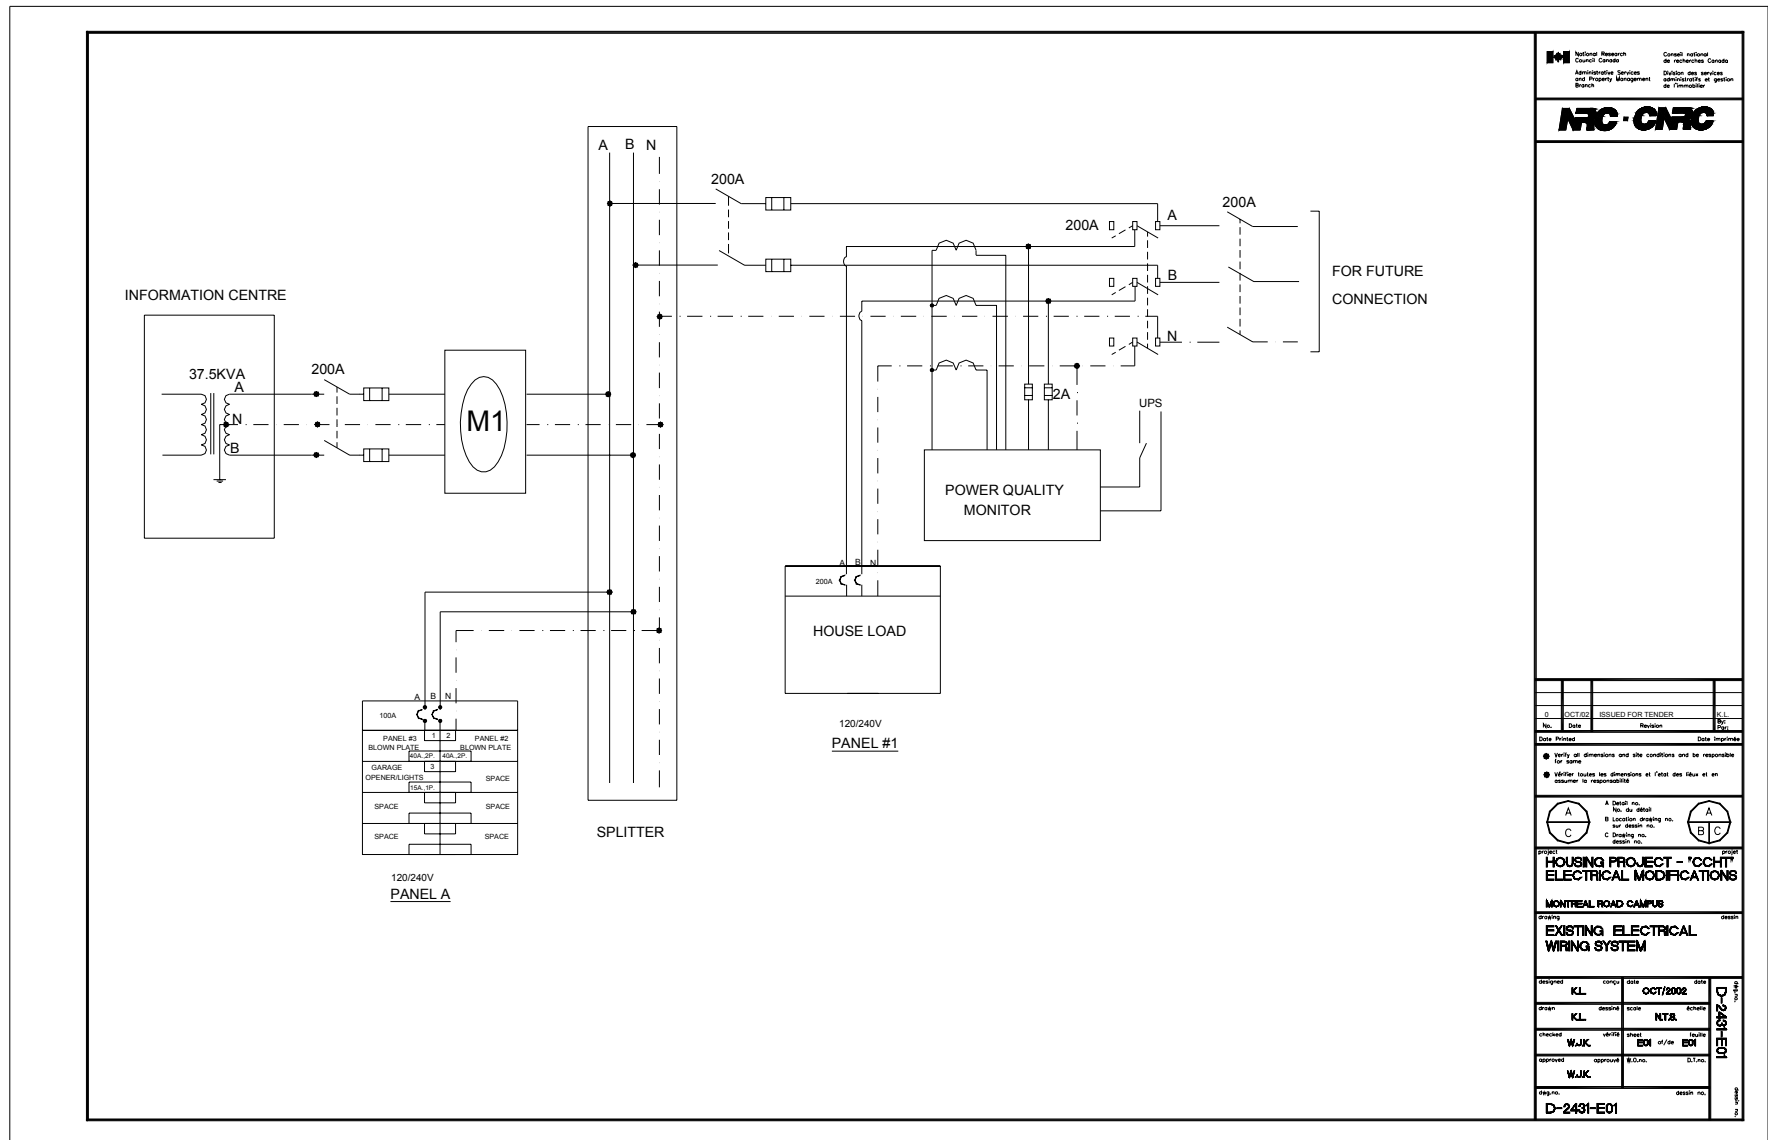 National Research
Council Canada
Conseil national
de recherches Canada
Administrative Services
and Property Management
Branch
Division des services
administratifs et gestion
de l'immobilier
NRC · CNRC
A B N
200A
200A
A
200A
B
N
FOR FUTURE
CONNECTION
INFORMATION CENTRE
37.5KVA
A
N
B
200A
M1
2A
UPS
POWER QUALITY
MONITOR
A B N
200A
HOUSE LOAD
120/240V
PANEL #1
A B N
100A
PANEL #3
BLOWN PLATE
1 2
PANEL #2
BLOWN PLATE
40A.,2P. 40A.,2P.
GARAGE
OPENER/LIGHTS
3
SPACE
15A.,1P.
SPACE SPACE
SPACE SPACE
120/240V
PANEL A
SPLITTER
0 OCT/02 ISSUED FOR TENDER K.L.
No. Date Revision By: Par:
Date Printed Date Imprimée
Verify all dimensions and site conditions and be responsible
for same
Vérifier toutes les dimensions et l'etat des lieux et en
assumer la responsabilité
A
C
A Detail no.
No. du détail
B Location drawing no.
sur dessin no.
C Drawing no.
dessin no.
A
B C
project projet
HOUSING PROJECT - "CCHT"
ELECTRICAL MODIFICATIONS
MONTREAL ROAD CAMPUS
drawing dessin
EXISTING ELECTRICAL
WIRING SYSTEM
designed conçu date date
K.L. OCT/2002
drawn dessiné scale échelle
K.L. N.T.S.
checked vérifié sheet feuille
W.J.K. E01 of/de E01
approved approuvé W.O.no. D.T.no.
W.J.K.
dwg.no. dessin no.
D-2431-E01
dwg.no.
D-2431-E01
dessin no.